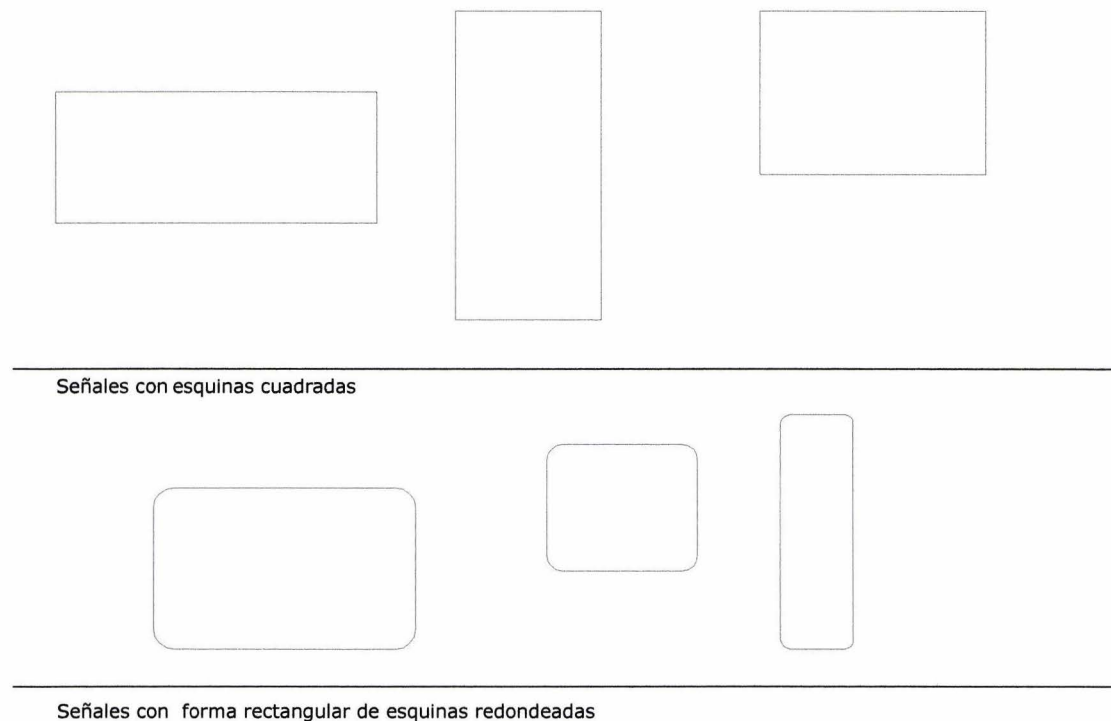 Señales con esquinas cuadradas
Señales con forma rectangular de esquinas redondeadas